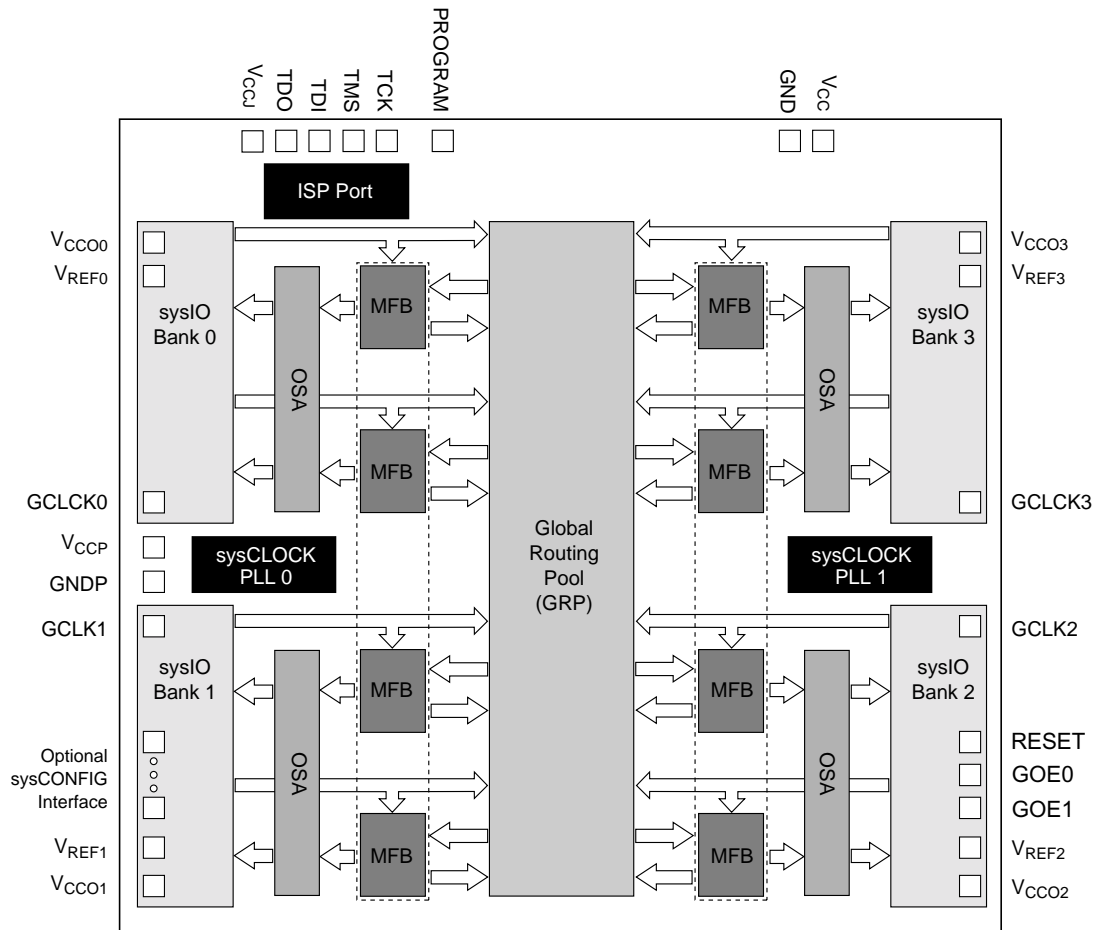 VCCJ
TDO
TDI
TMS
TCK
PROGRAM
GND
VCC
ISP Port
VCCO0
VREF0
sysIO
Bank 0
OSA
MFB
MFB
GCLCK0
VCCP
GNDP
sysCLOCK
PLL 0
GCLK1
sysIO
Bank 1
OSA
MFB
MFB
Optional
sysCONFIG
Interface
VREF1
VCCO1
Global
Routing
Pool
(GRP)
MFB
MFB
OSA
sysIO
Bank 3
VCCO3
VREF3
GCLCK3
sysCLOCK
PLL 1
MFB
MFB
OSA
sysIO
Bank 2
GCLK2
RESET
GOE0
GOE1
VREF2
VCCO2